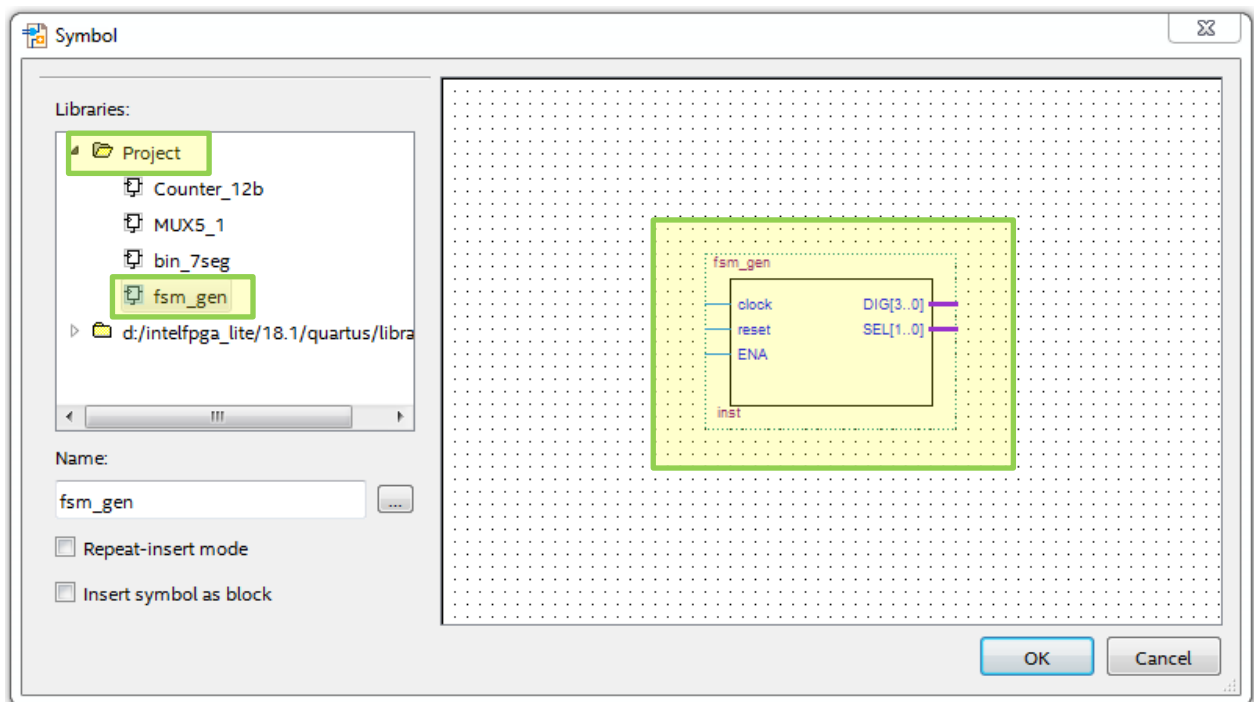 Symbol
Libraries:
Project
Counter_12b
MUX5_1
bin_7seg
fsm_gen
d:/intelfpga_lite/18.1/quartus/libra
Name:
fsm_gen
...
Repeat-insert mode
Insert symbol as block
fsm_gen
clock DIG[3..0]
reset SEL[1..0]
ENA
inst
OK Cancel